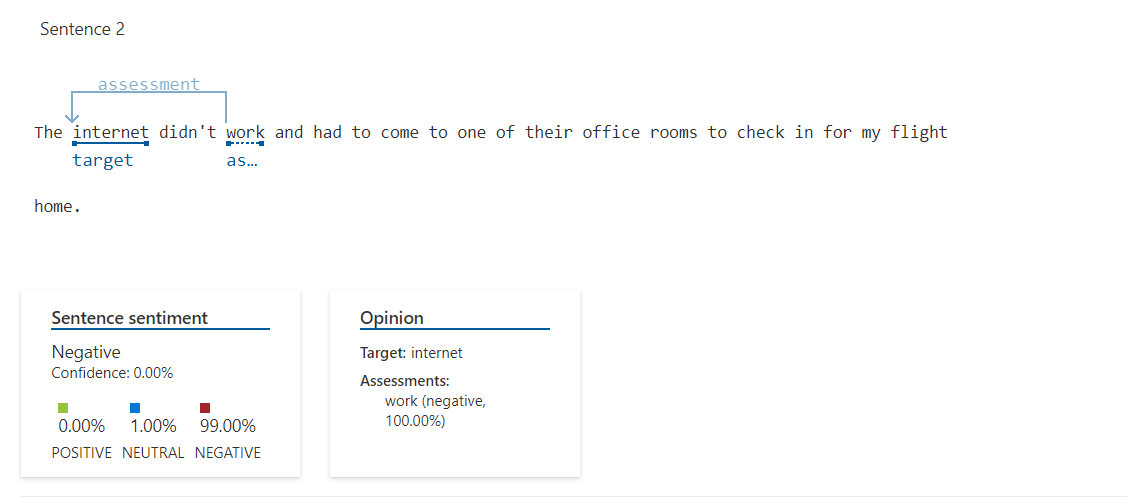 Sentence 2
assessment
The internet didn't work and had to come to one of their office rooms to check in for my flight
target as…
home.
Sentence sentiment
Negative
Confidence: 0.00%
0.00% 1.00% 99.00%
POSITIVE NEUTRAL NEGATIVE
Opinion
Target: internet
Assessments:
work (negative,
100.00%)